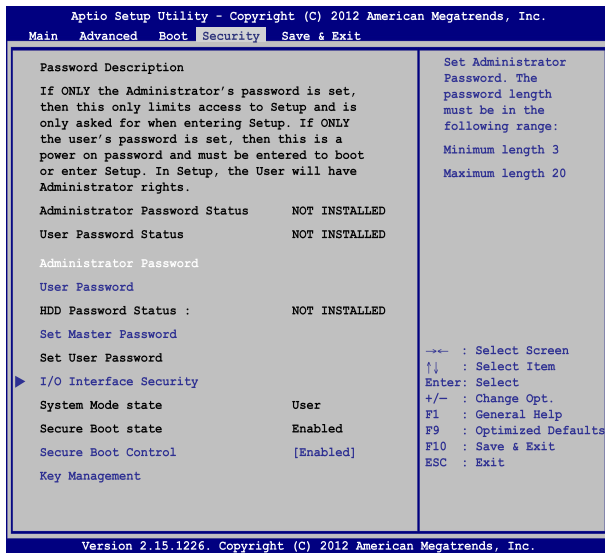 Aptio Setup Utility - Copyright (C) 2012 American Megatrends, Inc.
Main Advanced Boot Security Save & Exit
Password Description
If ONLY the Administrator's password is set,
then this only limits access to Setup and is
only asked for when entering Setup. If ONLY
the user's password is set, then this is a
power on password and must be entered to boot
or enter Setup. In Setup, the User will have
Administrator rights.
Administrator Password Status NOT INSTALLED
User Password Status NOT INSTALLED
Administrator Password
User Password
HDD Password Status : NOT INSTALLED
Set Master Password
Set User Password
I/O Interface Security
System Mode state User
Secure Boot state Enabled
Secure Boot Control [Enabled]
Key Management
Set Administrator
Password. The
password length
must be in the
following range:
Minimum length 3
Maximum length 20
→← : Select Screen
↑↓ : Select Item
Enter: Select
+/— : Change Opt.
F1 : General Help
F9 : Optimized Defaults
F10 : Save & Exit
ESC : Exit
Version 2.15.1226. Copyright (C) 2012 American Megatrends, Inc.